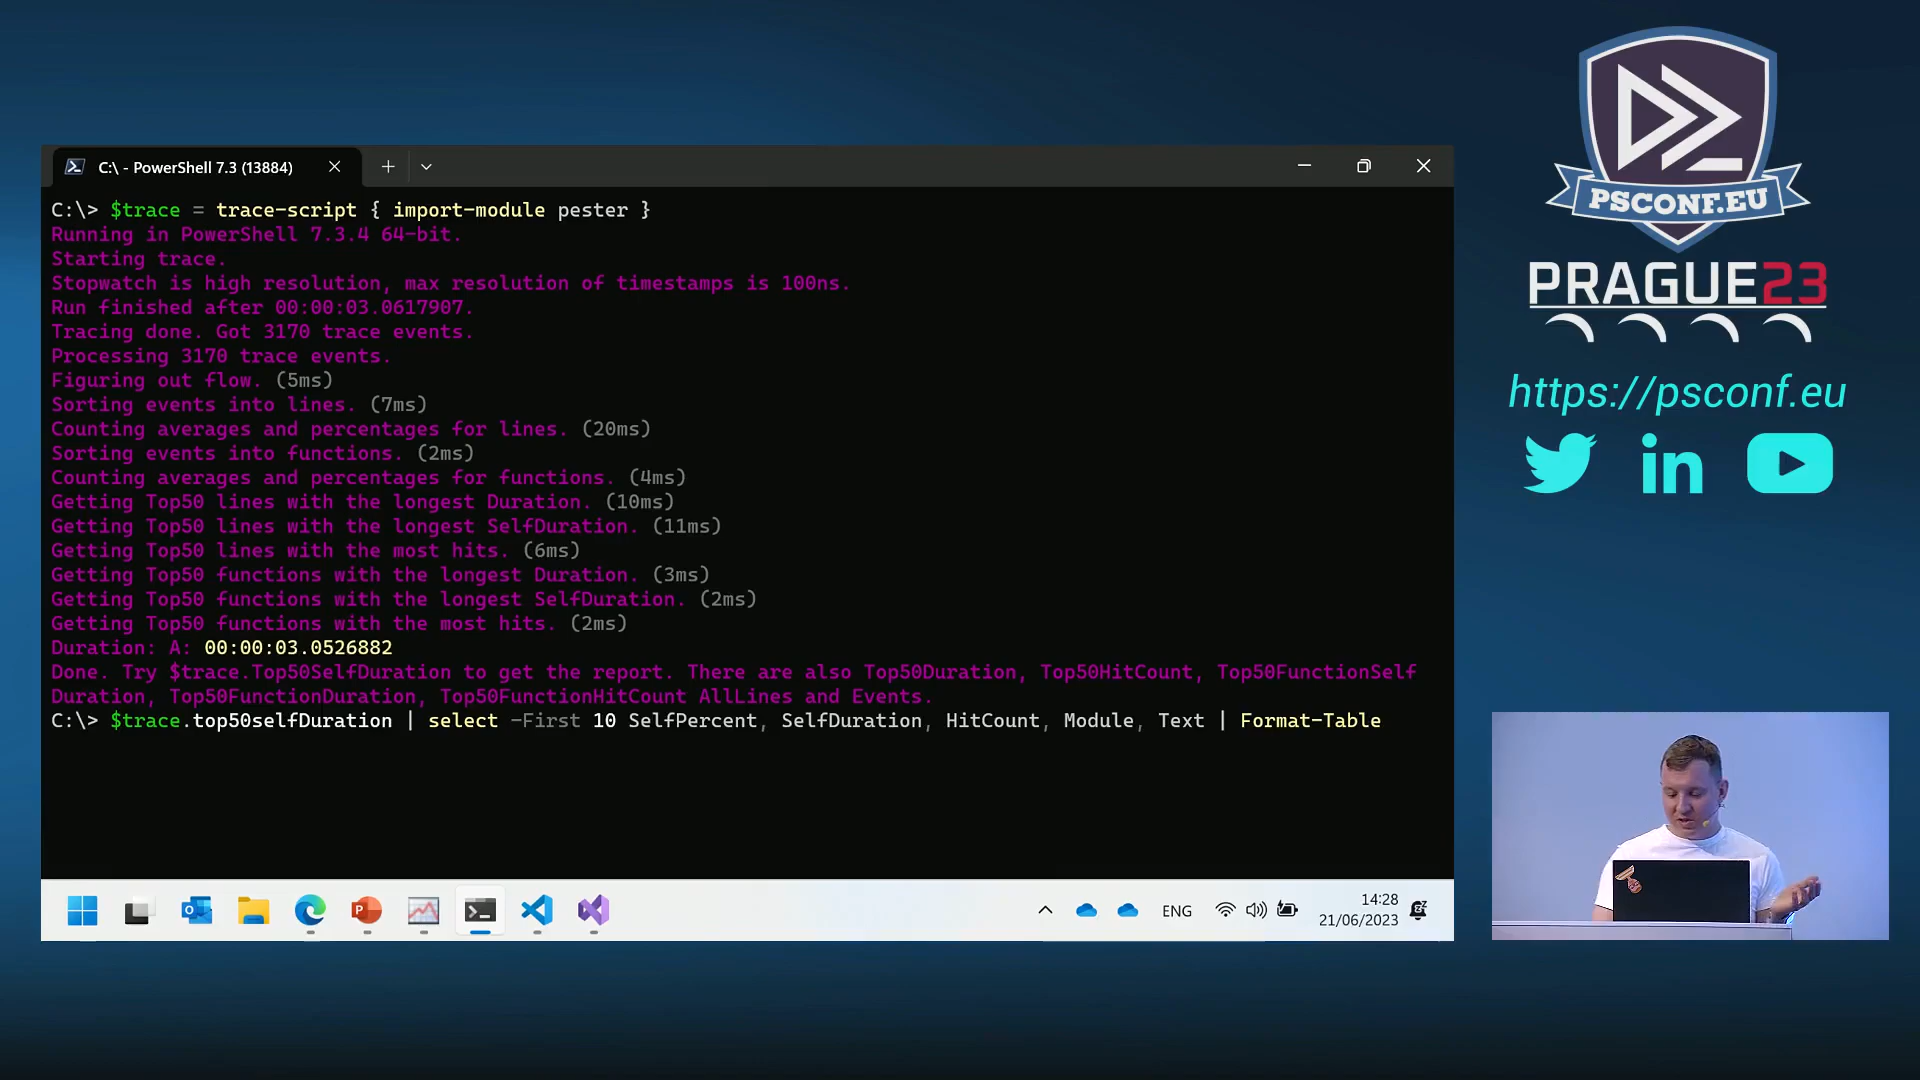 C:\ - PowerShell 7.3 (13884)
C:\> $trace = trace-script { import-module pester }
Running in PowerShell 7.3.4 64-bit.
Starting trace.
Stopwatch is high resolution, max resolution of timestamps is 100ns.
Run finished after 00:00:03.0617907.
Tracing done. Got 3170 trace events.
Processing 3170 trace events.
Figuring out flow. (5ms)
Sorting events into lines. (7ms)
Counting averages and percentages for lines. (20ms)
Sorting events into functions. (2ms)
Counting averages and percentages for functions. (4ms)
Getting Top50 lines with the longest Duration. (10ms)
Getting Top50 lines with the longest SelfDuration. (11ms)
Getting Top50 lines with the most hits. (6ms)
Getting Top50 functions with the longest Duration. (3ms)
Getting Top50 functions with the longest SelfDuration. (2ms)
Getting Top50 functions with the most hits. (2ms)
Duration: A: 00:00:03.0526882
Done. Try $trace.Top50SelfDuration to get the report. There are also Top50Duration, Top50HitCount, Top50FunctionSelf
Duration, Top50FunctionDuration, Top50FunctionHitCount AllLines and Events.
C:\> $trace.top50selfDuration | select -First 10 SelfPercent, SelfDuration, HitCount, Module, Text | Format-Table
ENG
14:28
21/06/2023
PSCONF.EU
PRAGUE23
https://psconf.eu
in